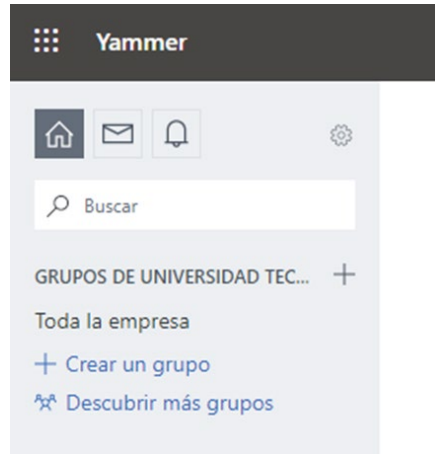 Yammer
Buscar
GRUPOS DE UNIVERSIDAD TEC...
Toda la empresa
Crear un grupo
Descubrir más grupos